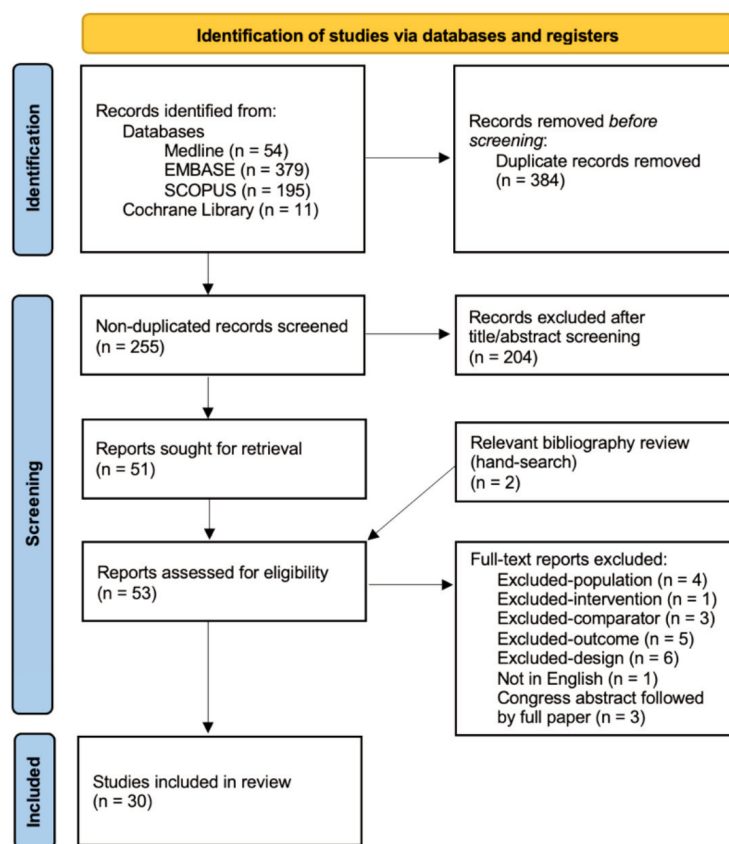 Identification of studies via databases and registers
Identification
Records identified from:
Databases
Medline (n = 54)
EMBASE (n = 379)
SCOPUS (n = 195)
Cochrane Library (n = 11)
Records removed before
screening:
Duplicate records removed
(n = 384)
Screening
Non-duplicated records screened
(n = 255)
Records excluded after
title/abstract screening
(n = 204)
Reports sought for retrieval
(n = 51)
Relevant bibliography review
(hand-search)
(n = 2)
Reports assessed for eligibility
(n = 53)
Full-text reports excluded:
Excluded-population (n = 4)
Excluded-intervention (n = 1)
Excluded-comparator (n = 3)
Excluded-outcome (n = 5)
Excluded-design (n = 6)
Not in English (n = 1)
Congress abstract followed
by full paper (n = 3)
Included
Studies included in review
(n = 30)